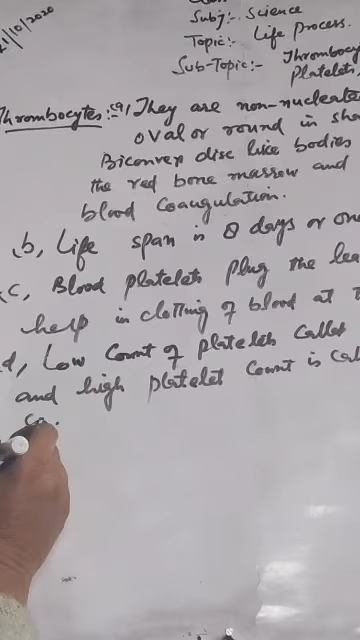 21/10/2020
Subj:- Science
Topic:- Life Process.
Sub-Topic:- Thrombocy
Platelets
Thrombocytes:- (a) They are non-nucleate
oval or round in sha
Biconvex disc like bodies
the red bone marrow and
blood Coagulation.
b, Life span is 8 days or one
c, Blood platelets plug the lea
help in clotting of blood at
d, Low Count of platelets called
and high platelet Count is cal